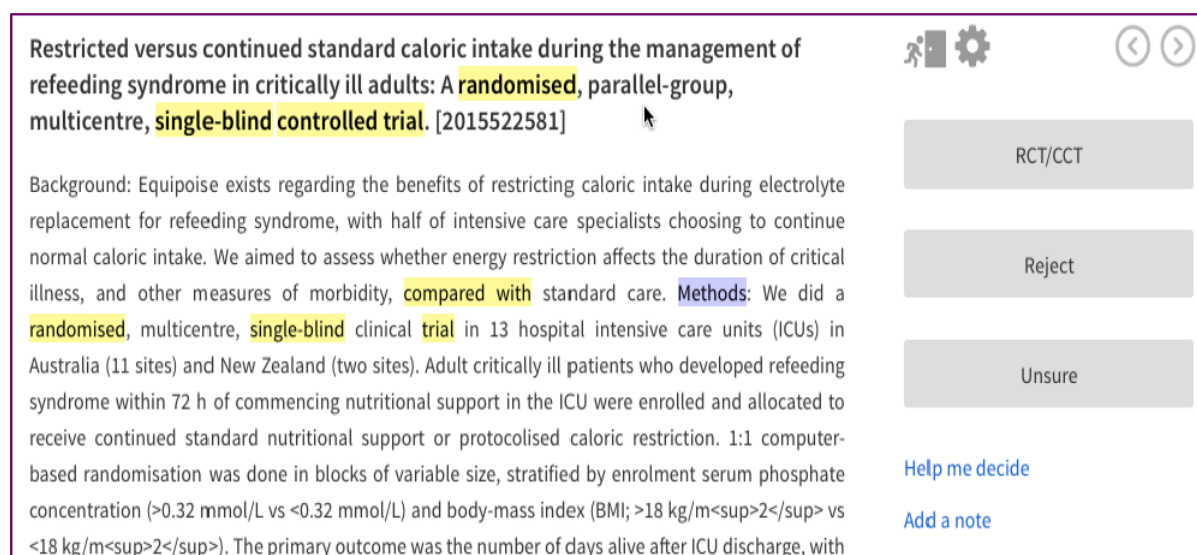 Restricted versus continued standard caloric intake during the management of
refeeding syndrome in critically ill adults: A randomised, parallel-group,
multicentre, single-blind controlled trial. [2015522581]
Background: Equipoise exists regarding the benefits of restricting caloric intake during electrolyte
replacement for refeeding syndrome, with half of intensive care specialists choosing to continue
normal caloric intake. We aimed to assess whether energy restriction affects the duration of critical
illness, and other measures of morbidity, compared with standard care. Methods: We did a
randomised, multicentre, single-blind clinical trial in 13 hospital intensive care units (ICUs) in
Australia (11 sites) and New Zealand (two sites). Adult critically ill patients who developed refeeding
syndrome within 72 h of commencing nutritional support in the ICU were enrolled and allocated to
receive continued standard nutritional support or protocolised caloric restriction. 1:1 computer-
based randomisation was done in blocks of variable size, stratified by enrolment serum phosphate
concentration (>0.32 mmol/L vs <0.32 mmol/L) and body-mass index (BMI; >18 kg/m<sup>2</sup> vs
<18 kg/m<sup>2</sup>). The primary outcome was the number of days alive after ICU discharge, with
RCT/CCT
Reject
Unsure
Help me decide
Add a note